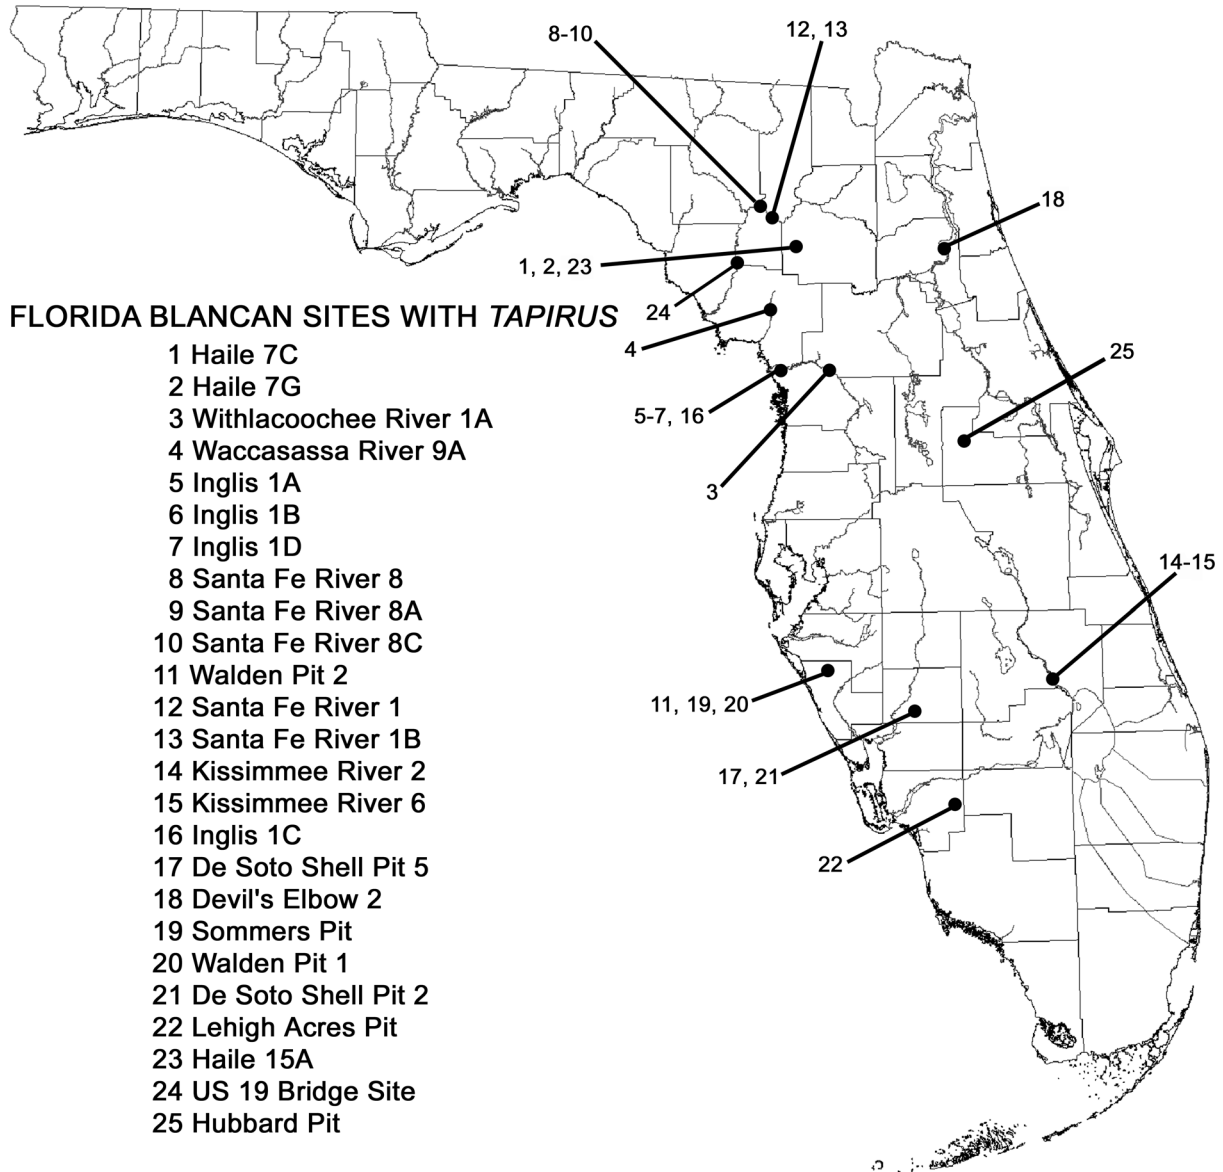 8-10
12, 13
18
1, 2, 23
24
FLORIDA BLANCAN SITES WITH TAPIRUS
4
25
5-7, 16
3
14-15
11, 19, 20
17, 21
22
1 Haile 7C
2 Haile 7G
3 Withlacoochee River 1A
4 Waccasassa River 9A
5 Inglis 1A
6 Inglis 1B
7 Inglis 1D
8 Santa Fe River 8
9 Santa Fe River 8A
10 Santa Fe River 8C
11 Walden Pit 2
12 Santa Fe River 1
13 Santa Fe River 1B
14 Kissimmee River 2
15 Kissimmee River 6
16 Inglis 1C
17 De Soto Shell Pit 5
18 Devil's Elbow 2
19 Sommers Pit
20 Walden Pit 1
21 De Soto Shell Pit 2
22 Lehigh Acres Pit
23 Haile 15A
24 US 19 Bridge Site
25 Hubbard Pit